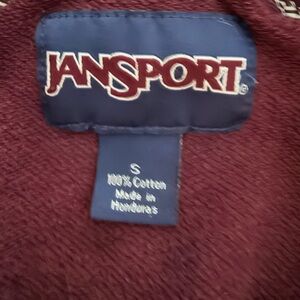 JANSPORT®
S
100% Cotton
Made in
Honduras